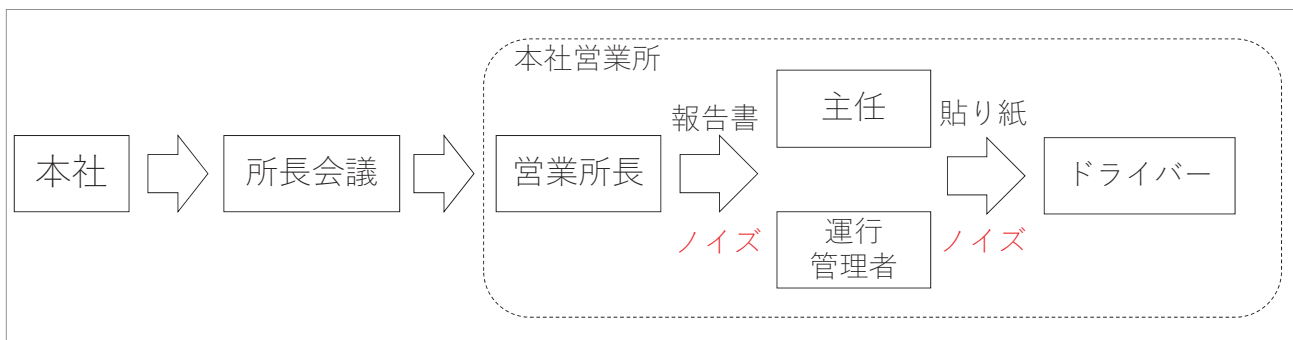 本社営業所
本社
所長会議
営業所長
報告書
ノイズ
主任
運行
管理者
貼り紙
ノイズ
ドライバー